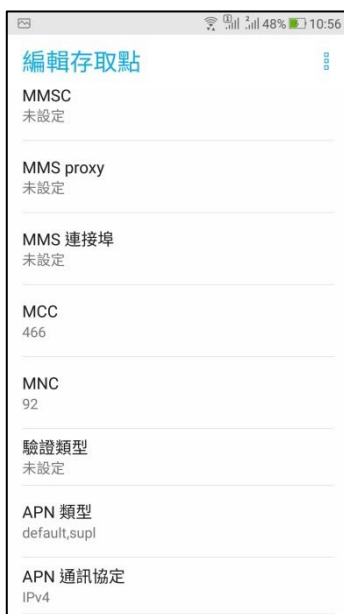 48% 10:56
編輯存取點
MMSC
未設定
MMS proxy
未設定
MMS 連接埠
未設定
MCC
466
MNC
92
驗證類型
未設定
APN 類型
default,supl
APN 通訊協定
IPv4